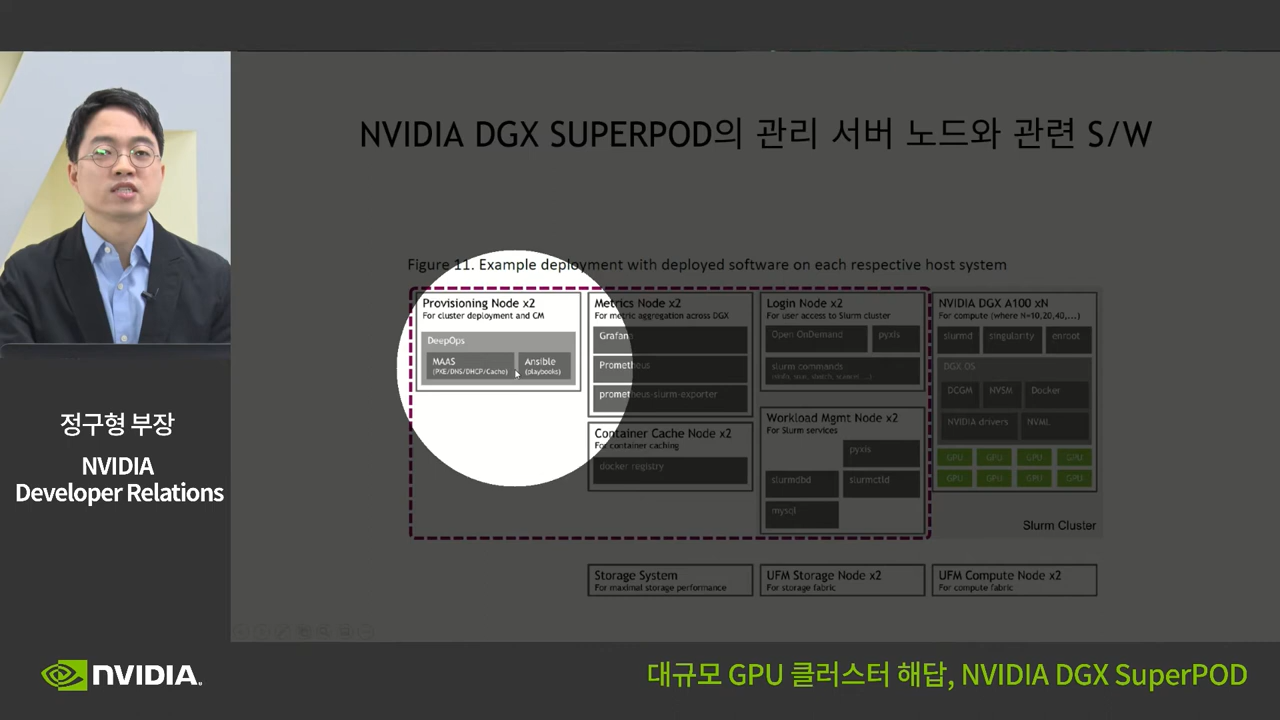 NVIDIA DGX SUPERPOD의 관리 서버 노드와 관련 S/W
Figure 11. Example deployment with deployed software on each respective host system
Provisioning Node x2
For cluster deployment and CM
DeepOps
MAAS
(PXE/DNS/DHCP/Cache)
Ansible
(playbooks)
Metrics Node x2
For metric aggregation across DGX
Grafana
Prometheus
prometheus-slurm-exporter
Container Cache Node x2
For container caching
docker registry
Login Node x2
For user access to Slurm cluster
Open OnDemand
pyxis
slurm commands
Workload Mgmt Node x2
For Slurm services
pyxis
slurmdbd
slurmctld
mysql
NVIDIA DGX A100 xN
For compute (where N=10,20,40,...)
slurmd
singularity
enroot
DGX OS
DCGM
NVSM
Docker
NVIDIA drivers
NVML
GPU GPU GPU GPU
GPU GPU GPU GPU
Slurm Cluster
Storage System
For maximal storage performance
UFM Storage Node x2
For storage fabric
UFM Compute Node x2
For compute fabric
정구형 부장
NVIDIA
Developer Relations
NVIDIA.
대규모 GPU 클러스터 해답, NVIDIA DGX SuperPOD